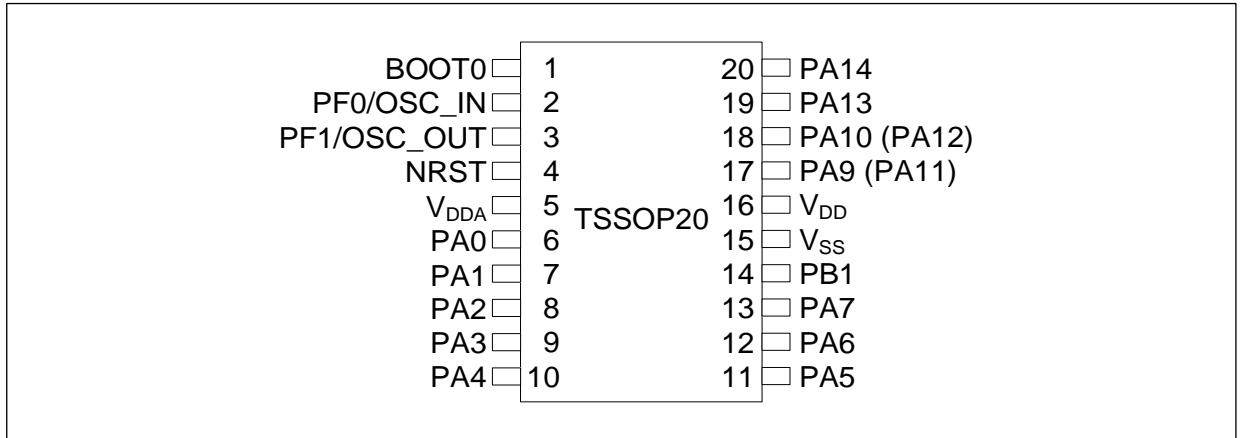 BOOT0 1 20 PA14
PF0/OSC_IN 2 19 PA13
PF1/OSC_OUT 3 18 PA10 (PA12)
NRST 4 17 PA9 (PA11)
VDDA 5 16 VDD
TSSOP20
PA0 6 15 VSS
PA1 7 14 PB1
PA2 8 13 PA7
PA3 9 12 PA6
PA4 10 11 PA5